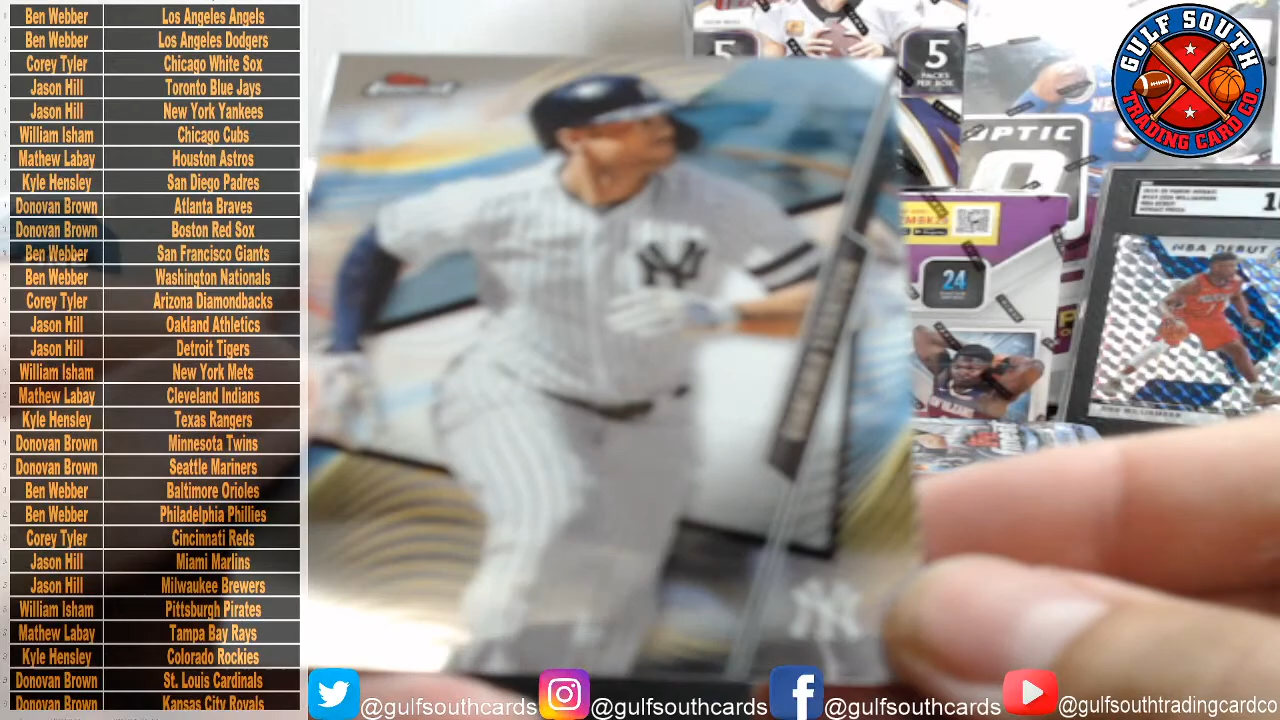 Ben Webber Los Angeles Angels
Ben Webber Los Angeles Dodgers
Corey Tyler Chicago White Sox
Jason Hill Toronto Blue Jays
Jason Hill New York Yankees
William Isham Chicago Cubs
Mathew Labay Houston Astros
Kyle Hensley San Diego Padres
Donovan Brown Atlanta Braves
Donovan Brown Boston Red Sox
Ben Webber San Francisco Giants
Ben Webber Washington Nationals
Corey Tyler Arizona Diamondbacks
Jason Hill Oakland Athletics
Jason Hill Detroit Tigers
William Isham New York Mets
Mathew Labay Cleveland Indians
Kyle Hensley Texas Rangers
Donovan Brown Minnesota Twins
Donovan Brown Seattle Mariners
Ben Webber Baltimore Orioles
Ben Webber Philadelphia Phillies
Corey Tyler Cincinnati Reds
Jason Hill Miami Marlins
Jason Hill Milwaukee Brewers
William Isham Pittsburgh Pirates
Mathew Labay Tampa Bay Rays
Kyle Hensley Colorado Rockies
Donovan Brown St. Louis Cardinals
Donovan Brown Kansas City Royals
NY
NY
5
5
PACKS
PER BOX
OPTIC
24
NBA DEBUT
GULF SOUTH
TRADING CARD CO.
@gulfsouthcards
@gulfsouthcards
@gulfsouthcards
@gulfsouthtradingcardco